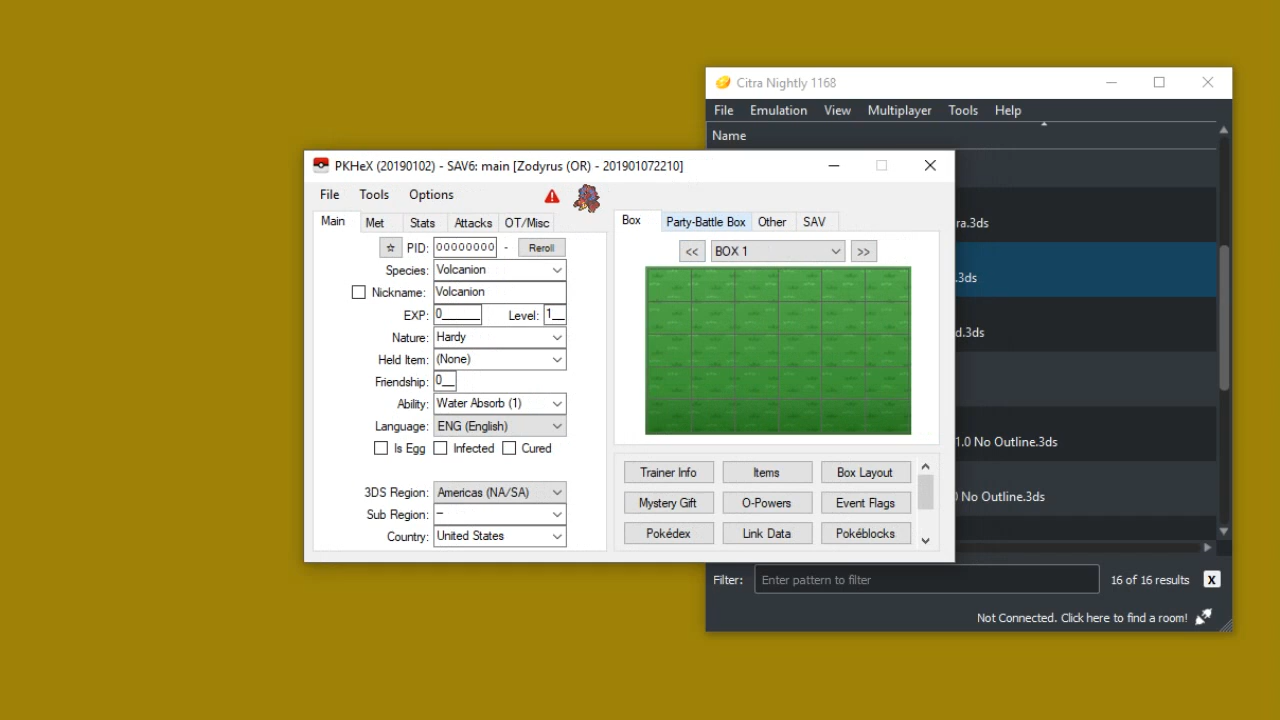 Citra Nightly 1168
File Emulation View Multiplayer Tools Help
Name
PKHeX (20190102) - SAV6: main [Zodyrus (OR) - 201901072210]
File Tools Options
Main Met Stats Attacks OT/Misc
Box Party-Battle Box Other SAV
☆ PID: 00000000 - Reroll
<< BOX 1 >>
Species: Volcanion
Nickname: Volcanion
EXP: 0 Level: 1
Nature: Hardy
Held Item: (None)
Friendship: 0
Ability: Water Absorb (1)
Language: ENG (English)
Is Egg Infected Cured
3DS Region: Americas (NA/SA)
Sub Region: —
Country: United States
Trainer Info Items Box Layout
Mystery Gift O-Powers Event Flags
Pokédex Link Data Pokéblocks
ra.3ds
.3ds
d.3ds
1.0 No Outline.3ds
No Outline.3ds
Filter: Enter pattern to filter 16 of 16 results X
Not Connected. Click here to find a room!